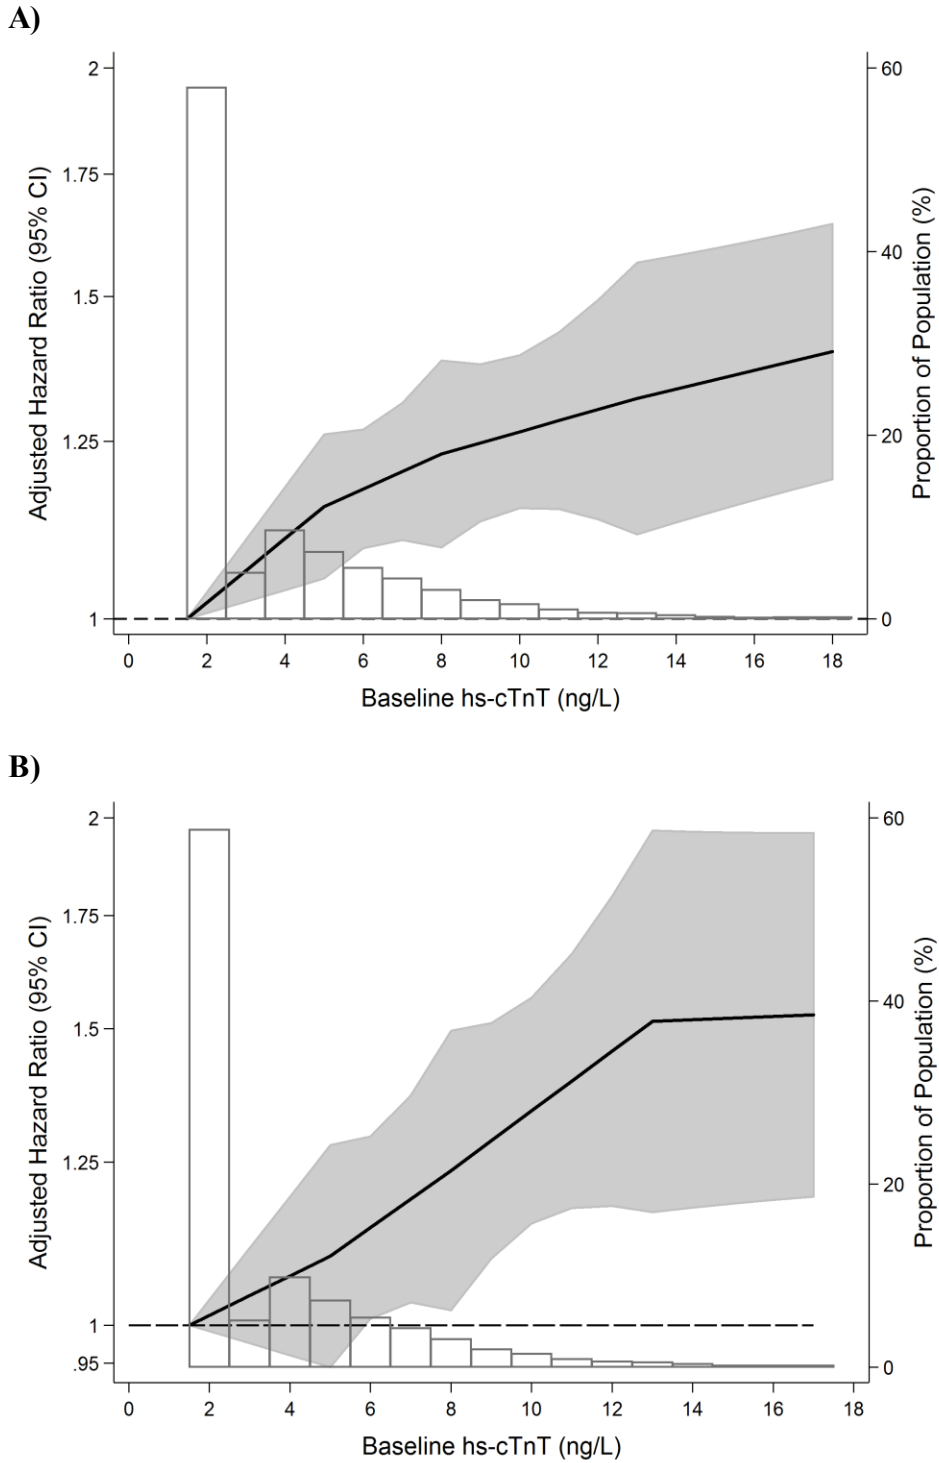 A)
2
1.75
1.5
1.25
1
Adjusted Hazard Ratio (95% CI)
60
40
20
0
Proportion of Population (%)
0 2 4 6 8 10 12 14 16 18
Baseline hs-cTnT (ng/L)
B)
2
1.75
1.5
1.25
1
.95
Adjusted Hazard Ratio (95% CI)
60
40
20
0
Proportion of Population (%)
0 2 4 6 8 10 12 14 16 18
Baseline hs-cTnT (ng/L)